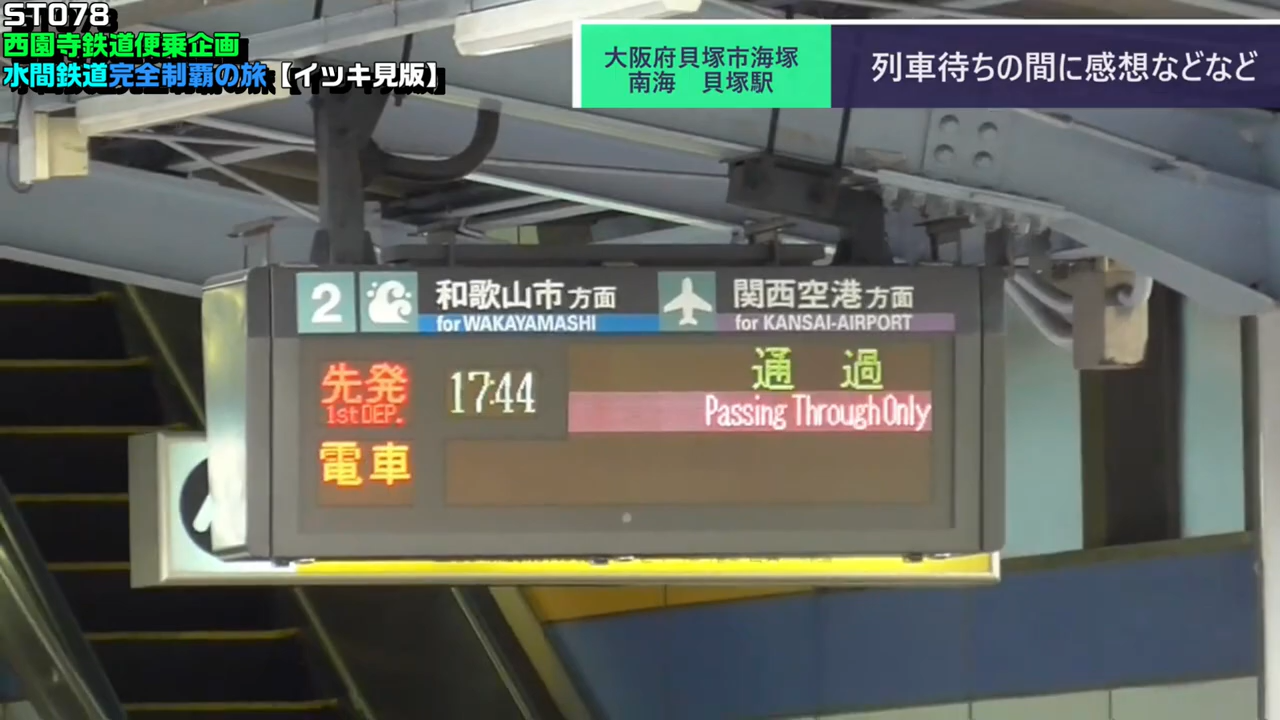 ST078
西園寺鉄道便乗企画
水間鉄道完全制覇の旅【イツキ見版】
大阪府貝塚市海塚
南海 貝塚駅
列車待ちの間に感想などなど
2 和歌山市方面 関西空港方面
for WAKAYAMASHI for KANSAI-AIRPORT
先発 17:44 通 過
1st DEP. Passing Through Only
電車